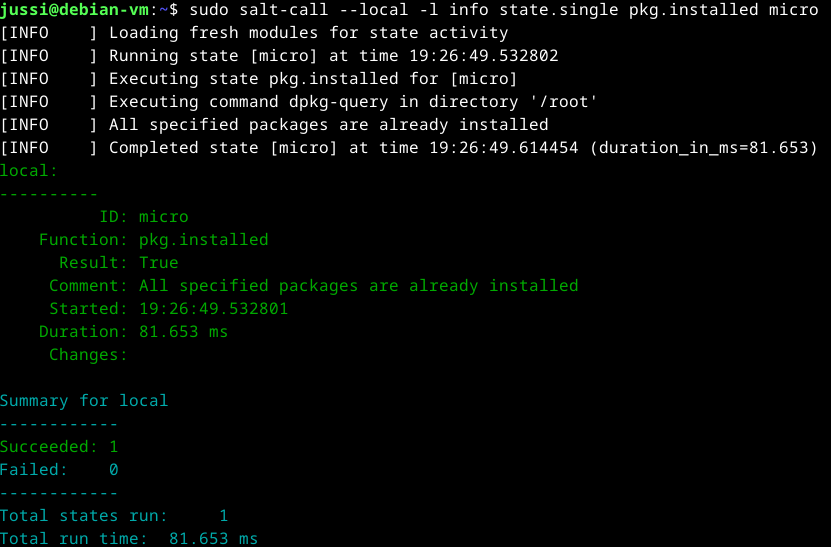 jussi@debian-vm:~$ sudo salt-call --local -l info state.single pkg.installed micro
[INFO    ] Loading fresh modules for state activity
[INFO    ] Running state [micro] at time 19:26:49.532802
[INFO    ] Executing state pkg.installed for [micro]
[INFO    ] Executing command dpkg-query in directory '/root'
[INFO    ] All specified packages are already installed
[INFO    ] Completed state [micro] at time 19:26:49.614454 (duration_in_ms=81.653)
local:
----------
          ID: micro
    Function: pkg.installed
      Result: True
     Comment: All specified packages are already installed
     Started: 19:26:49.532801
    Duration: 81.653 ms
     Changes:

Summary for local
------------
Succeeded: 1
Failed:    0
------------
Total states run:     1
Total run time:  81.653 ms